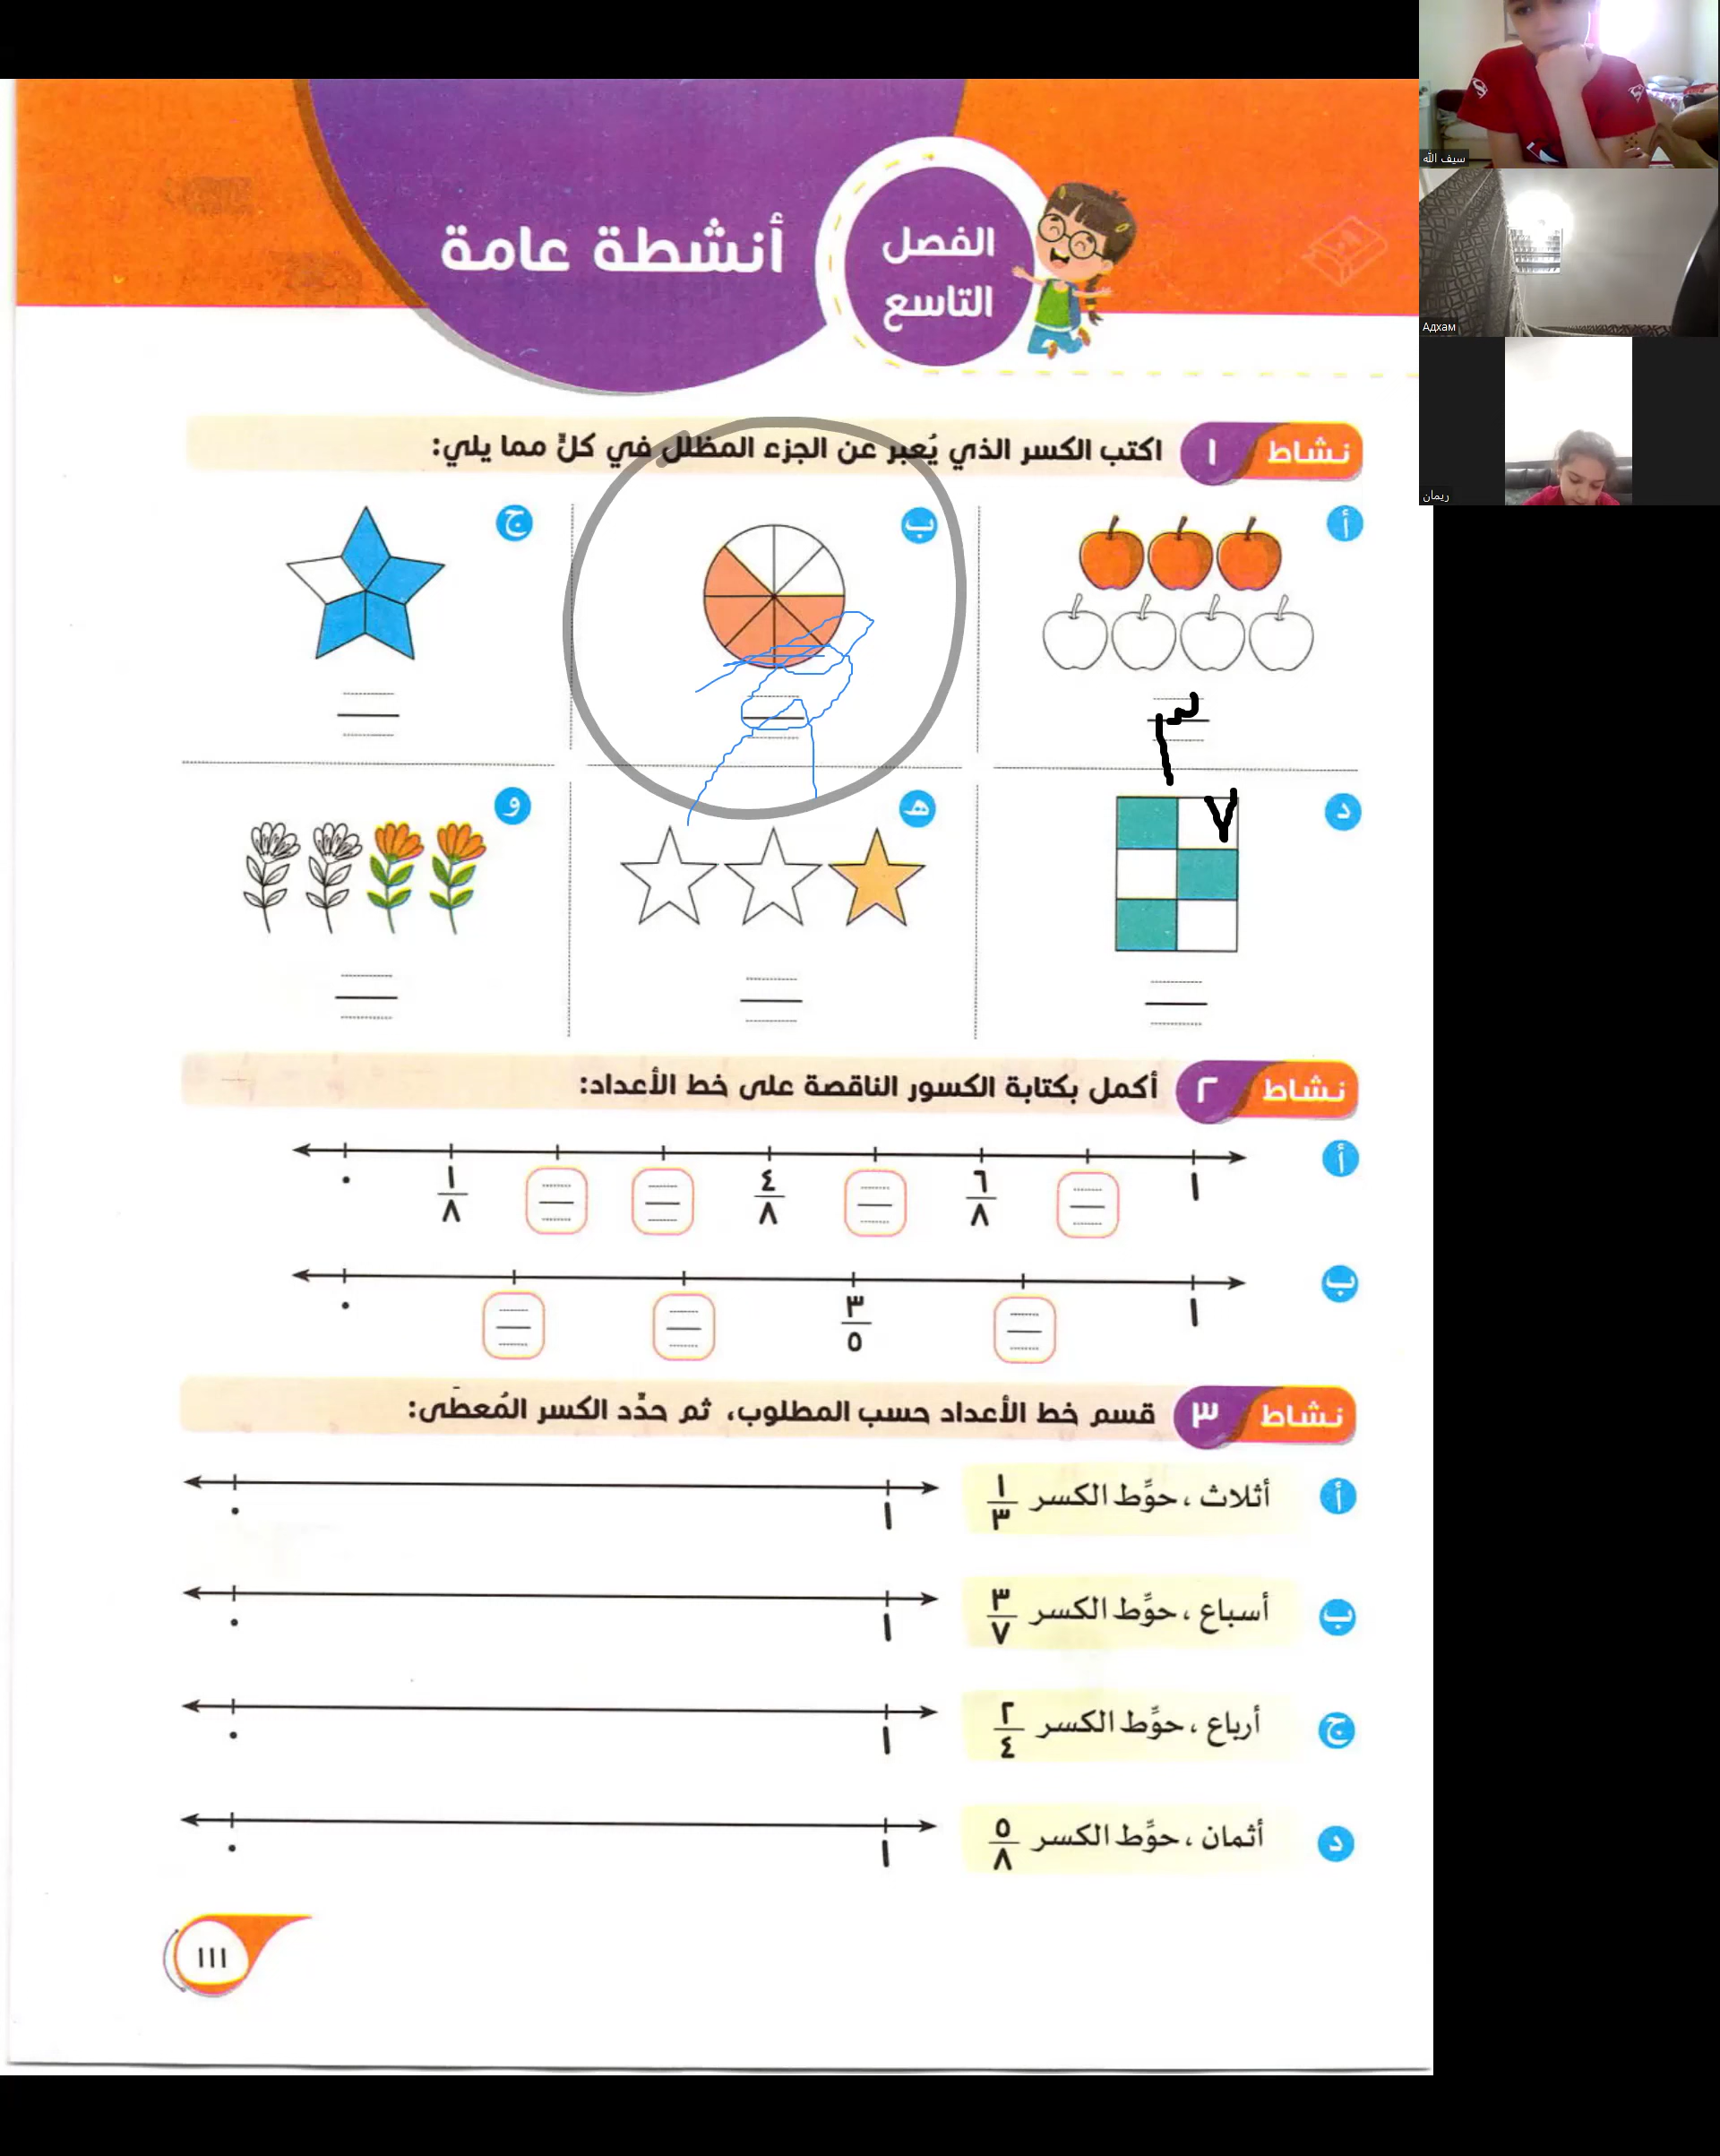 أنشطة عامة
الفصل
التاسع
نشاط ١ اكتب الكسر الذي يُعبر عن الجزء المظلل في كلٍّ مما يلي:
أ
ب
ج
٣
٧
د
هـ
و
نشاط ٢ أكمل بكتابة الكسور الناقصة على خط الأعداد:
أ
٠ ١/٨ ٤/٨ ٦/٨ ١
ب
٠ ٣/٥ ١
نشاط ٣ قسم خط الأعداد حسب المطلوب، ثم حدِّد الكسر المُعطَى:
أ أثلاث، حوِّط الكسر ١/٣
٠ ١
ب أسباع، حوِّط الكسر ٣/٧
٠ ١
ج أرباع، حوِّط الكسر ٢/٤
٠ ١
د أثمان، حوِّط الكسر ٥/٨
٠ ١
١١١
سيف الله
Адхам
ريمان